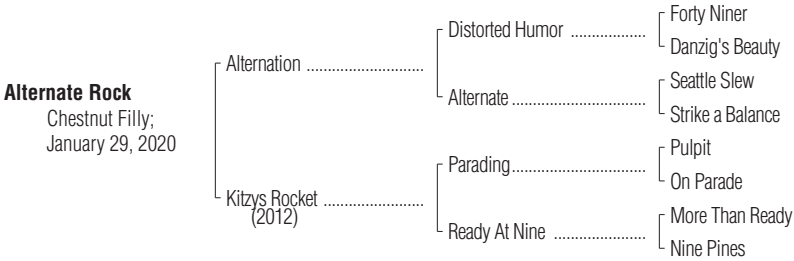 Forty Niner
Distorted Humor ..................
Danzig's Beauty
Alternation ...........................
Seattle Slew
Alternate ...............................
Strike a Balance
Alternate Rock
Chestnut Filly;
January 29, 2020
Pulpit
Parading ...............................
On Parade
Kitzys Rocket .......................
(2012)
More Than Ready
Ready At Nine .....................
Nine Pines